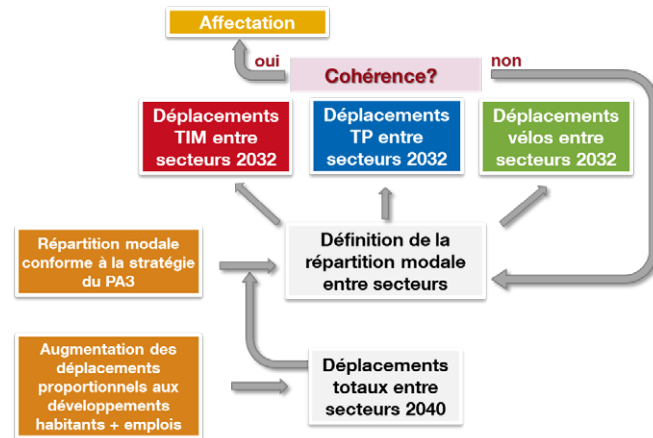 Affectation
oui
Cohérence?
non
Déplacements
TIM entre
secteurs 2032
Déplacements
TP entre
secteurs 2032
Déplacements
vélos entre
secteurs 2032
Répartition modale
conforme à la stratégie
du PA3
Définition de la
répartition modale
entre secteurs
Augmentation des
déplacements
proportionnels aux
développements
habitants + emplois
Déplacements
totaux entre
secteurs 2040